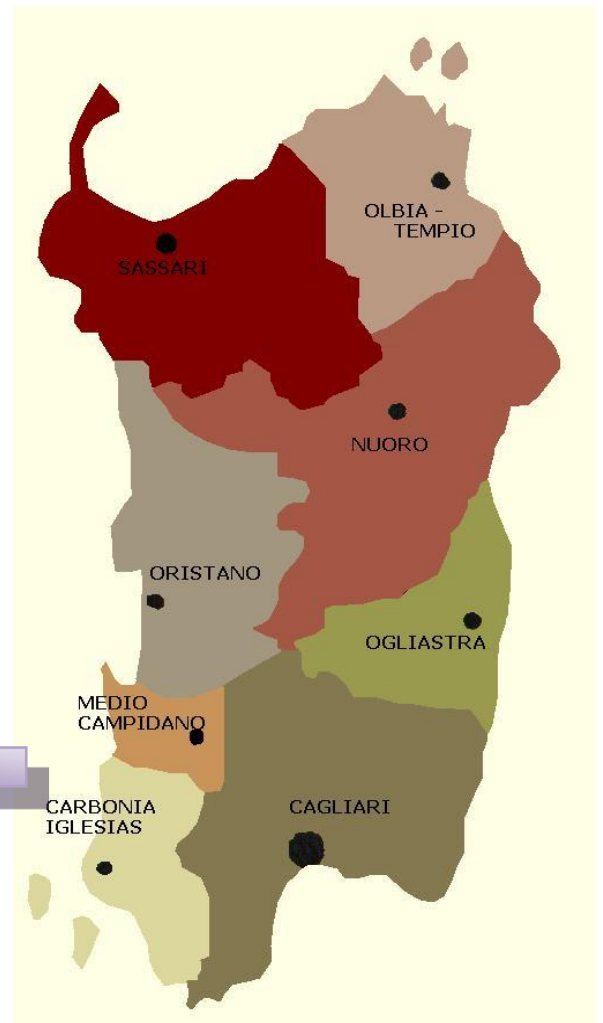 OLBIA -
TEMPIO
SASSARI
NUORO
ORISTANO
OGLIASTRA
MEDIO
CAMPIDANO
CARBONIA
IGLESIAS
CAGLIARI